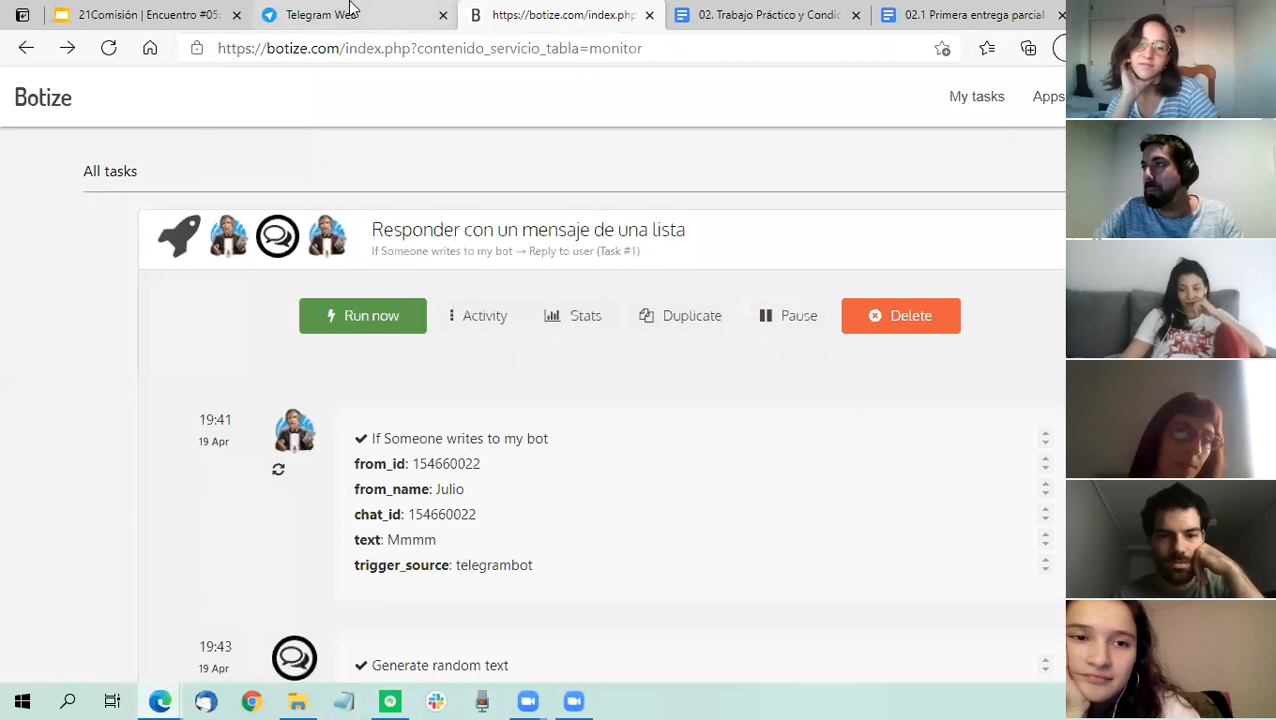 21Comisión | Encuentro #05:
Telegram Web
https://botize.com/index.php?
02. Trabajo Práctico y Condic
02.1 Primera entrega parcial
https://botize.com/index.php?contenido_servicio_tabla=monitor
Botize
My tasks
Apps
All tasks
Responder con un mensaje de una lista
If Someone writes to my bot → Reply to user (Task #1)
Run now
Activity
Stats
Duplicate
Pause
Delete
19:41
19 Apr
If Someone writes to my bot
from_id: 154660022
from_name: Julio
chat_id: 154660022
text: Mmmm
trigger_source: telegrambot
19:43
19 Apr
Generate random text